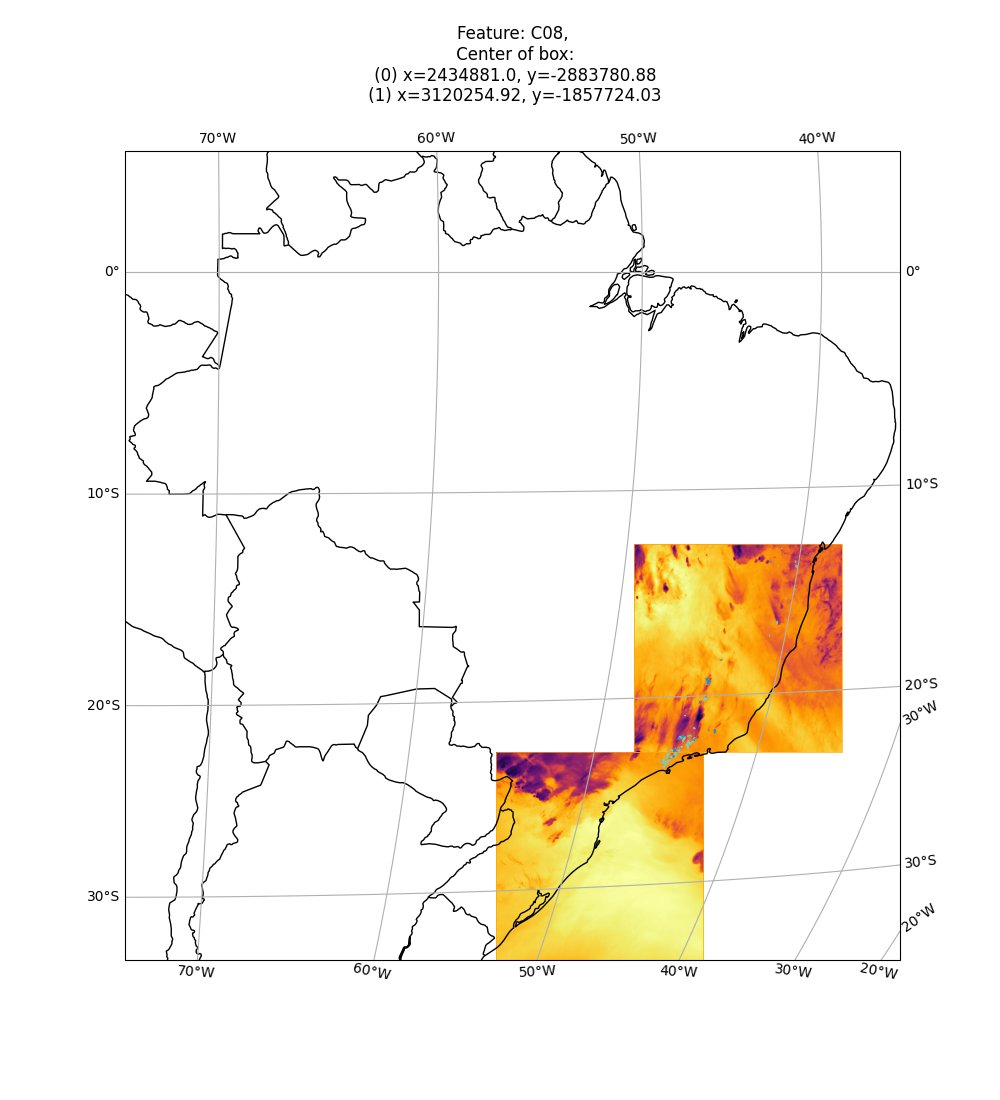 Feature: C08,
Center of box:
(0) x=2434881.0, y=-2883780.88
(1) x=3120254.92, y=-1857724.03
70°W 60°W 50°W 40°W
0° 0°
10°S 10°S
20°S 20°S
30°W
30°S 30°S
20°W
70°W 60°W 50°W 40°W 30°W 20°W